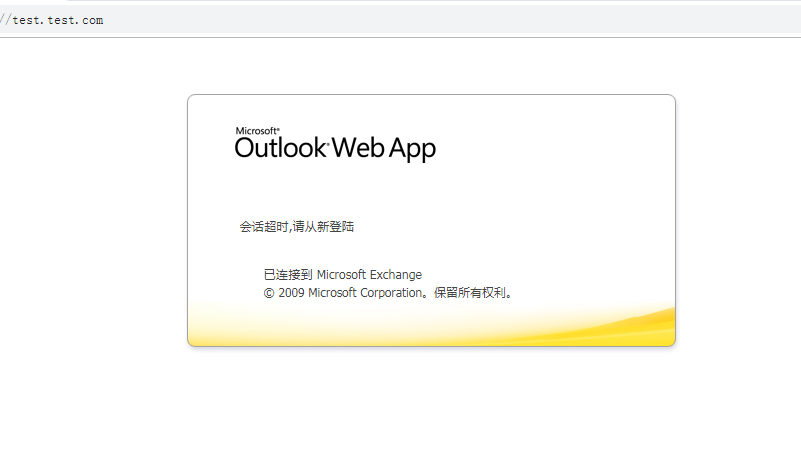 //test.test.com
Microsoft®
Outlook® Web App
会话超时,请从新登陆
已连接到 Microsoft Exchange
© 2009 Microsoft Corporation。保留所有权利。